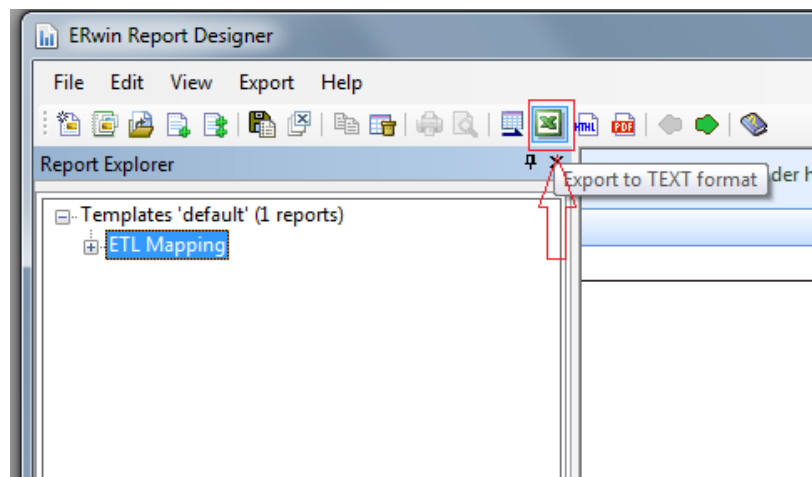 ERwin Report Designer
File Edit View Export Help
HTML PDF
Report Explorer
Export to TEXT format
der h
Templates 'default' (1 reports)
ETL Mapping